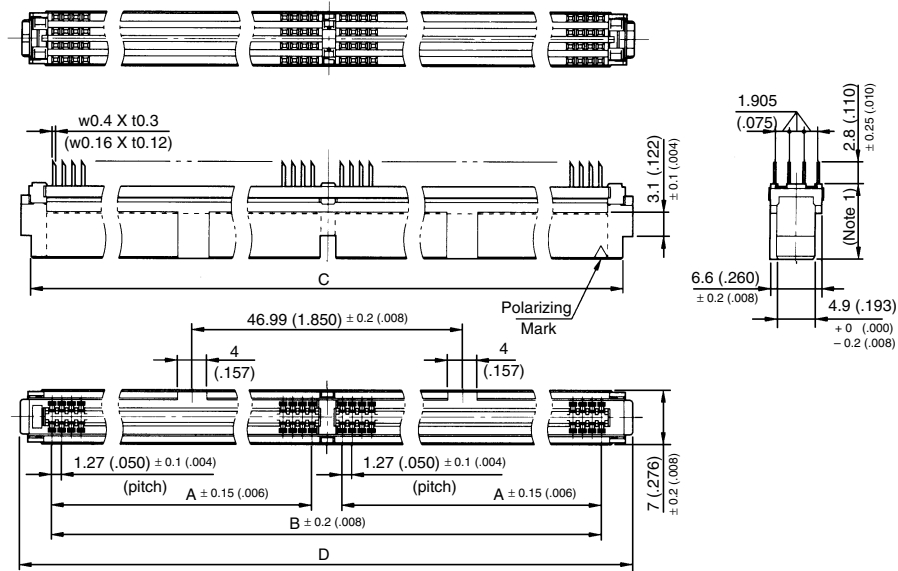 w0.4 X t0.3
(w0.16 X t0.12)
3.1 (.122)
± 0.1 (.004)
1.905
(.075)
2.8 (.110)
± 0.25 (.010)
(Note 1)
6.6 (.260)
± 0.2 (.008)
4.9 (.193)
+ 0 (.000)
− 0.2 (.008)
C
Polarizing
Mark
46.99 (1.850) ± 0.2 (.008)
4
(.157)
4
(.157)
7 (.276)
± 0.2 (.008)
1.27 (.050) ± 0.1 (.004)
(pitch)
1.27 (.050) ± 0.1 (.004)
(pitch)
A ± 0.15 (.006)
A ± 0.15 (.006)
B ± 0.2 (.008)
D